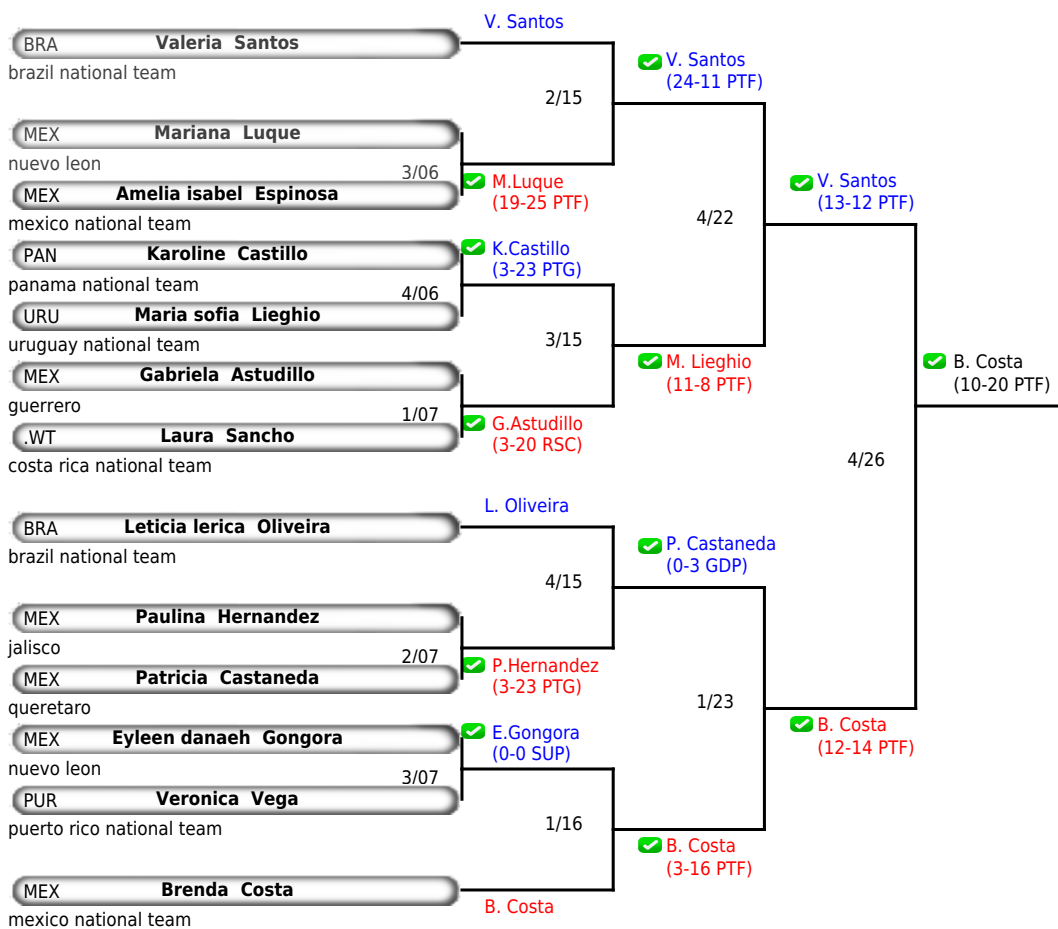 V. Santos
BRA Valeria Santos
brazil national team
V. Santos
(24-11 PTF)
2/15
MEX Mariana Luque
nuevo leon
3/06
M.Luque
(19-25 PTF)
MEX Amelia isabel Espinosa
mexico national team
V. Santos
(13-12 PTF)
4/22
PAN Karoline Castillo
panama national team
K.Castillo
(3-23 PTG)
4/06
URU Maria sofia Lieghio
uruguay national team
3/15
M. Lieghio
(11-8 PTF)
MEX Gabriela Astudillo
guerrero
1/07
G.Astudillo
(3-20 RSC)
.WT Laura Sancho
costa rica national team
B. Costa
(10-20 PTF)
4/26
L. Oliveira
BRA Leticia lerica Oliveira
brazil national team
P. Castaneda
(0-3 GDP)
4/15
MEX Paulina Hernandez
jalisco
2/07
P.Hernandez
(3-23 PTG)
MEX Patricia Castaneda
queretaro
1/23
B. Costa
(12-14 PTF)
MEX Eyleen danaeh Gongora
nuevo leon
E.Gongora
(0-0 SUP)
3/07
PUR Veronica Vega
puerto rico national team
1/16
B. Costa
(3-16 PTF)
MEX Brenda Costa
mexico national team
B. Costa